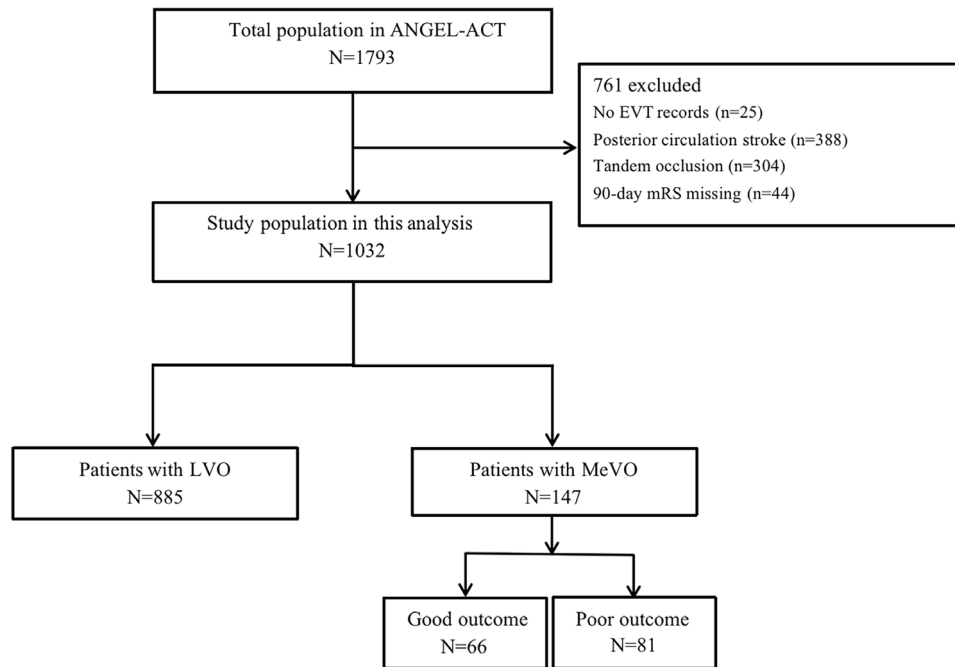 Total population in ANGEL-ACT
N=1793
761 excluded
No EVT records (n=25)
Posterior circulation stroke (n=388)
Tandem occlusion (n=304)
90-day mRS missing (n=44)
Study population in this analysis
N=1032
Patients with LVO
N=885
Patients with MeVO
N=147
Good outcome
N=66
Poor outcome
N=81